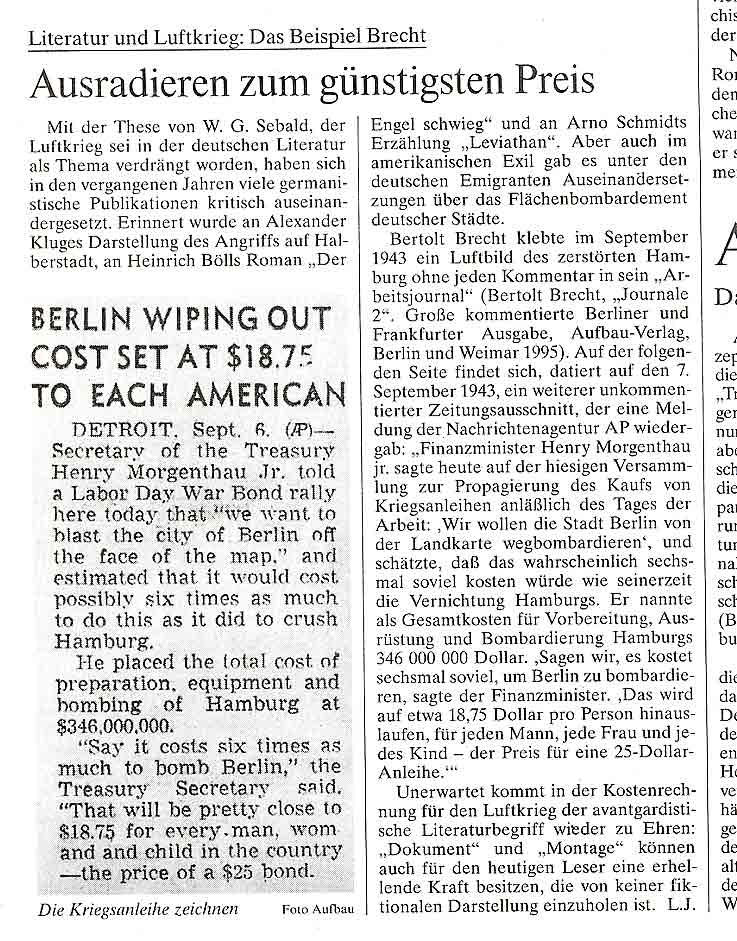 Literatur und Luftkrieg: Das Beispiel Brecht
Ausradieren zum günstigsten Preis
Mit der These von W. G. Sebald, der
Luftkrieg sei in der deutschen Literatur
als Thema verdrängt worden, haben sich
in den vergangenen Jahren viele germani-
stische Publikationen kritisch auseinan-
dergesetzt. Erinnert wurde an Alexander
Kluges Darstellung des Angriffs auf Hal-
berstadt, an Heinrich Bölls Roman „Der
BERLIN WIPING OUT
COST SET AT $18.75
TO EACH AMERICAN
DETROIT, Sept. 6. (AP)—
Secretary of the Treasury
Henry Morgenthau Jr. told
a Labor Day War Bond rally
here today that "we want to
blast the city of Berlin off
the face of the map," and
estimated that it would cost
possibly six times as much
to do this as it did to crush
Hamburg.
He placed the total cost of
preparation, equipment and
bombing of Hamburg at
$346,000,000.
"Say it costs six times as
much to bomb Berlin," the
Treasury Secretary said.
"That will be pretty close to
$18.75 for every man, wom
and and child in the country
—the price of a $25 bond.
Die Kriegsanleihe zeichnen Foto Aufbau
Engel schwieg“ und an Arno Schmidts
Erzählung „Leviathan“. Aber auch im
amerikanischen Exil gab es unter den
deutschen Emigranten Auseinanderset-
zungen über das Flächenbombardement
deutscher Städte.
Bertolt Brecht klebte im September
1943 ein Luftbild des zerstörten Ham-
burg ohne jeden Kommentar in sein „Ar-
beitsjournal“ (Bertolt Brecht, „Journale
2“. Große kommentierte Berliner und
Frankfurter Ausgabe, Aufbau-Verlag,
Berlin und Weimar 1995). Auf der folgen-
den Seite findet sich, datiert auf den 7.
September 1943, ein weiterer unkommen-
tierter Zeitungsausschnitt, der eine Mel-
dung der Nachrichtenagentur AP wieder-
gab: „Finanzminister Henry Morgenthau
jr. sagte heute auf der hiesigen Versamm-
lung zur Propagierung des Kaufs von
Kriegsanleihen anläßlich des Tages der
Arbeit: ‚Wir wollen die Stadt Berlin von
der Landkarte wegbombardieren‘, und
schätzte, daß das wahrscheinlich sechs-
mal soviel kosten würde wie seinerzeit
die Vernichtung Hamburgs. Er nannte
als Gesamtkosten für Vorbereitung, Aus-
rüstung und Bombardierung Hamburgs
346 000 000 Dollar. ‚Sagen wir, es kostet
sechsmal soviel, um Berlin zu bombardie-
ren, sagte der Finanzminister. ‚Das wird
auf etwa 18,75 Dollar pro Person hinaus-
laufen, für jeden Mann, jede Frau und je-
des Kind – der Preis für eine 25-Dollar-
Anleihe.‘“
Unerwartet kommt in der Kostenrech-
nung für den Luftkrieg der avantgardisti-
sche Literaturbegriff wieder zu Ehren:
„Dokument“ und „Montage“ können
auch für den heutigen Leser eine erhel-
lende Kraft besitzen, die von keiner fik-
tionalen Darstellung einzuholen ist. L.J.